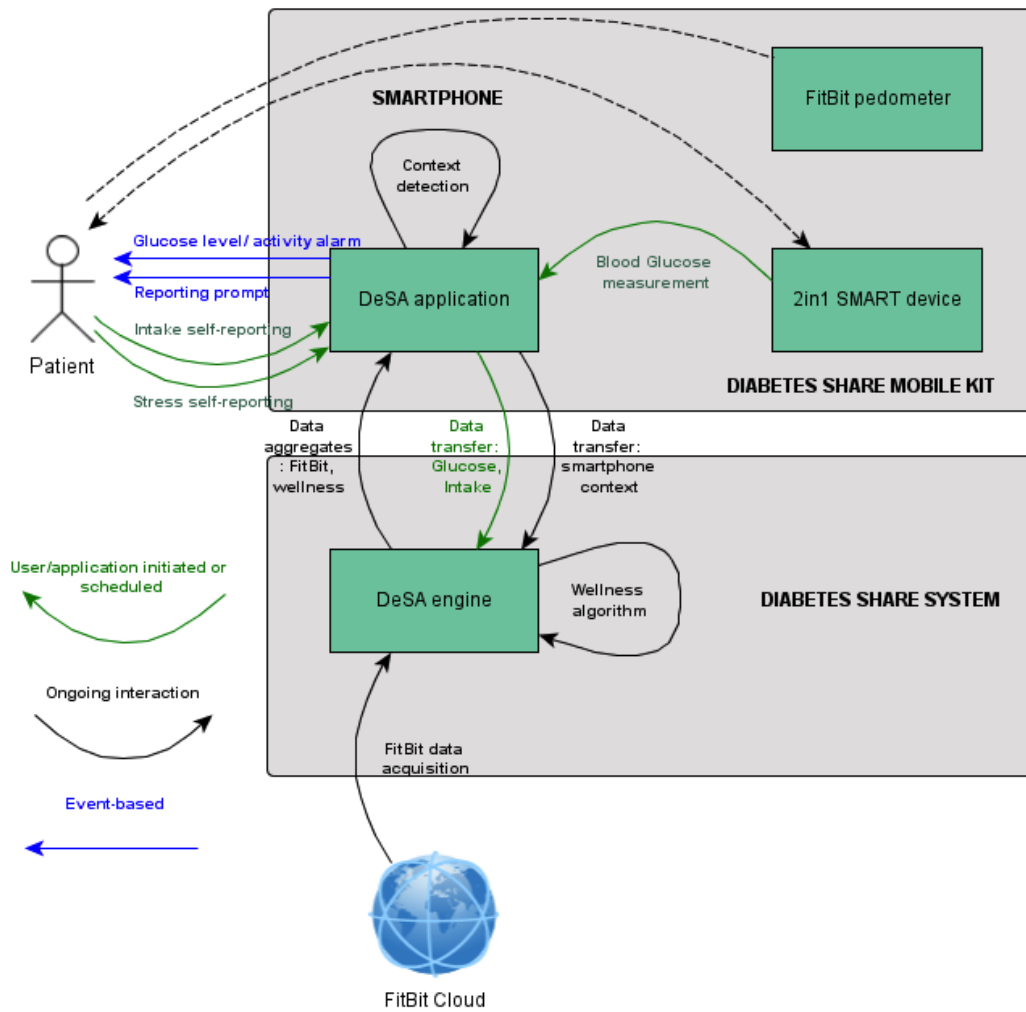 SMARTPHONE
FitBit pedometer
Context
detection
Glucose level/ activity alarm
Reporting prompt
DeSA application
Blood Glucose
measurement
2in1 SMART device
Intake self-reporting
Patient
Stress self-reporting
DIABETES SHARE MOBILE KIT
Data
aggregates
: FitBit,
wellness
Data
transfer:
Glucose,
Intake
Data
transfer:
smartphone
context
User/application initiated or
scheduled
DeSA engine
Wellness
algorithm
DIABETES SHARE SYSTEM
Ongoing interaction
FitBit data
acquisition
Event-based
FitBit Cloud